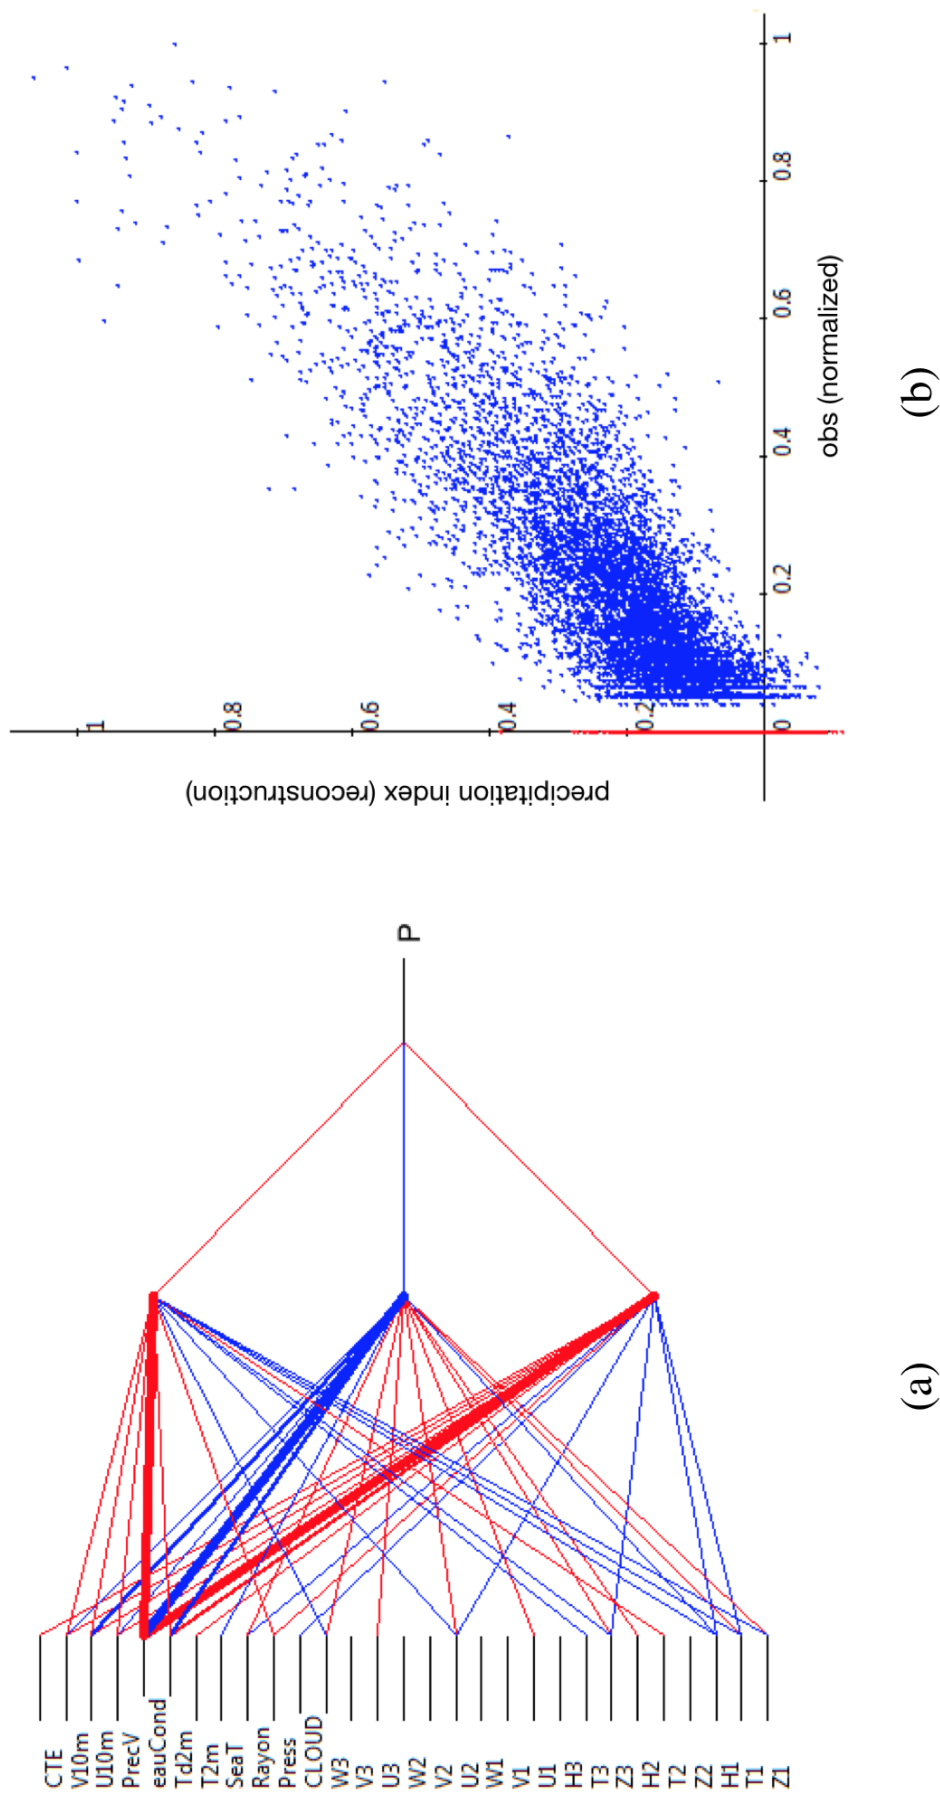 CTE
V10m
U10m
PrecV
eauCond
Td2m
T2m
SeaT
Rayon
Press
CLOUD
W3
V3
U3
W2
V2
U2
W1
V1
U1
H3
T3
Z3
H2
T2
Z2
H1
T1
Z1
P
(a)
precipitation index (reconstruction)
1
0.8
0.6
0.4
0.2
0
0.2
0.4
0.6
0.8
1
obs (normalized)
(b)